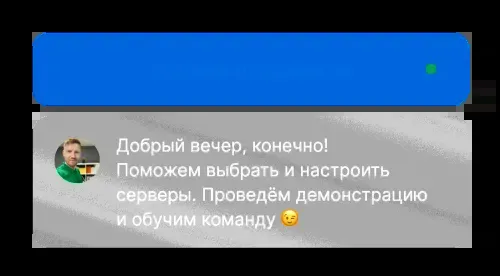 Добрый вечер, конечно!
Поможем выбрать и настроить
серверы. Проведём демонстрацию
и обучим команду 😉